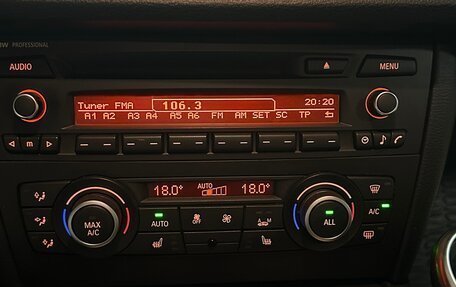 PROFESSIONAL
AUDIO
MENU
Tuner FMA 106.3 20:20
A1 A2 A3 A4 A5 A6 FM AM SET SC TP
m
18.0° AUTO 18.0°
MAX A/C
AUTO
ALL
A/C